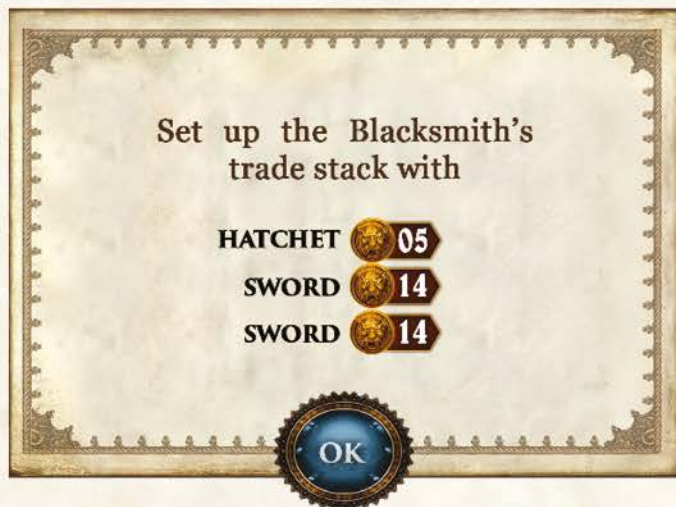 Set up the Blacksmith's
trade stack with
HATCHET 05
SWORD 14
SWORD 14
OK